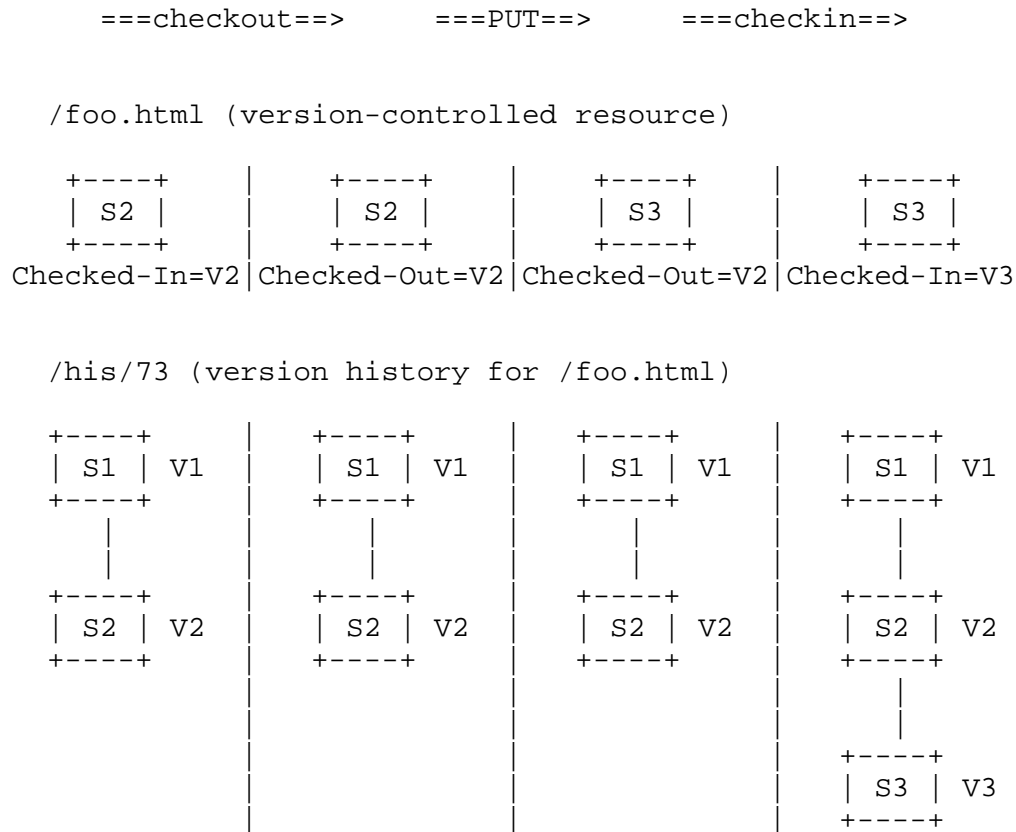 ===checkout==> ===PUT==> ===checkin==>
/foo.html (version-controlled resource)
+----+ | +----+ | +----+ | +----+
| S2 | | | S2 | | | S3 | | | S3 |
+----+ | +----+ | +----+ | +----+
Checked-In=V2|Checked-Out=V2|Checked-Out=V2|Checked-In=V3
/his/73 (version history for /foo.html)
+----+ | +----+ | +----+ | +----+
| S1 | V1 | | S1 | V1 | | S1 | V1 | | S1 | V1
+----+ | +----+ | +----+ | +----+
| | | | | | |
| | | | | | |
+----+ | +----+ | +----+ | +----+
| S2 | V2 | | S2 | V2 | | S2 | V2 | | S2 | V2
+----+ | +----+ | +----+ | +----+
| | | |
| | | |
| | | +----+
| | | | S3 | V3
| | | +----+